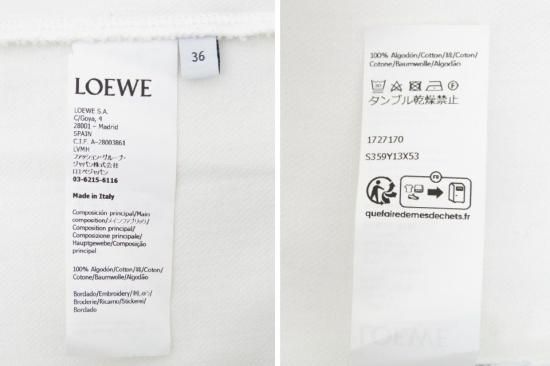 36
LOEWE
LOEWE S.A.
C/Goya, 4
28001 - Madrid
SPAIN
C.I.F. A-28003861
LVMH
ファッション・グループ・
ジャパン株式会社
ロエベジャパン
03-6215-6116
Made in Italy
Composición principal/Main
composition/メインファブリック/
Composition principal/
Composizione principale/
Hauptgewebe/Composição
principal
100% Algodón/Cotton/綿/Coton/
Cotone/Baumwolle/Algodão
Bordado/Embroidery/刺しゅう/
Broderie/Ricamo/Stickerei/
Bordado
100% Algodón/Cotton/綿/Coton/
Cotone/Baumwolle/Algodão
タンブル乾燥禁止
1727170
S359Y13X53
FR
quefairedemesdechets.fr